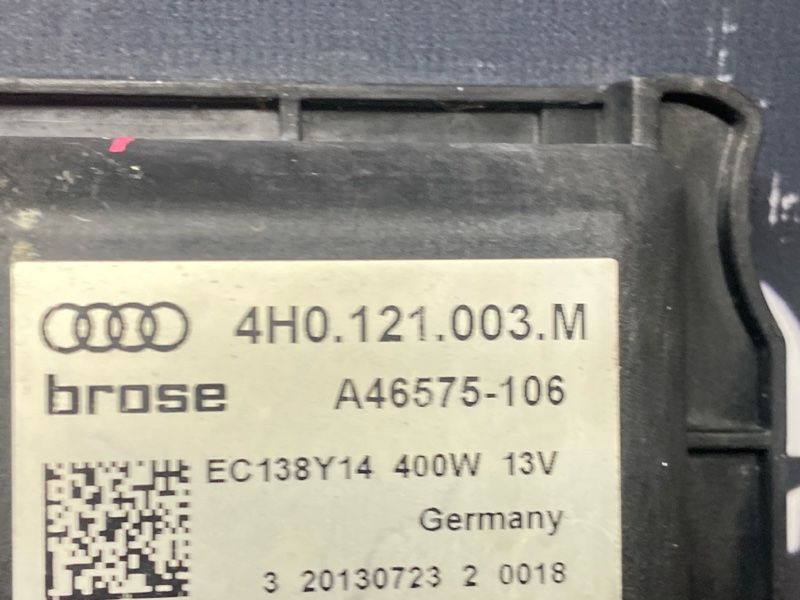 4H0.121.003.M
brose A46575-106
EC138Y14 400W 13V
Germany
3 20130723 2 0018